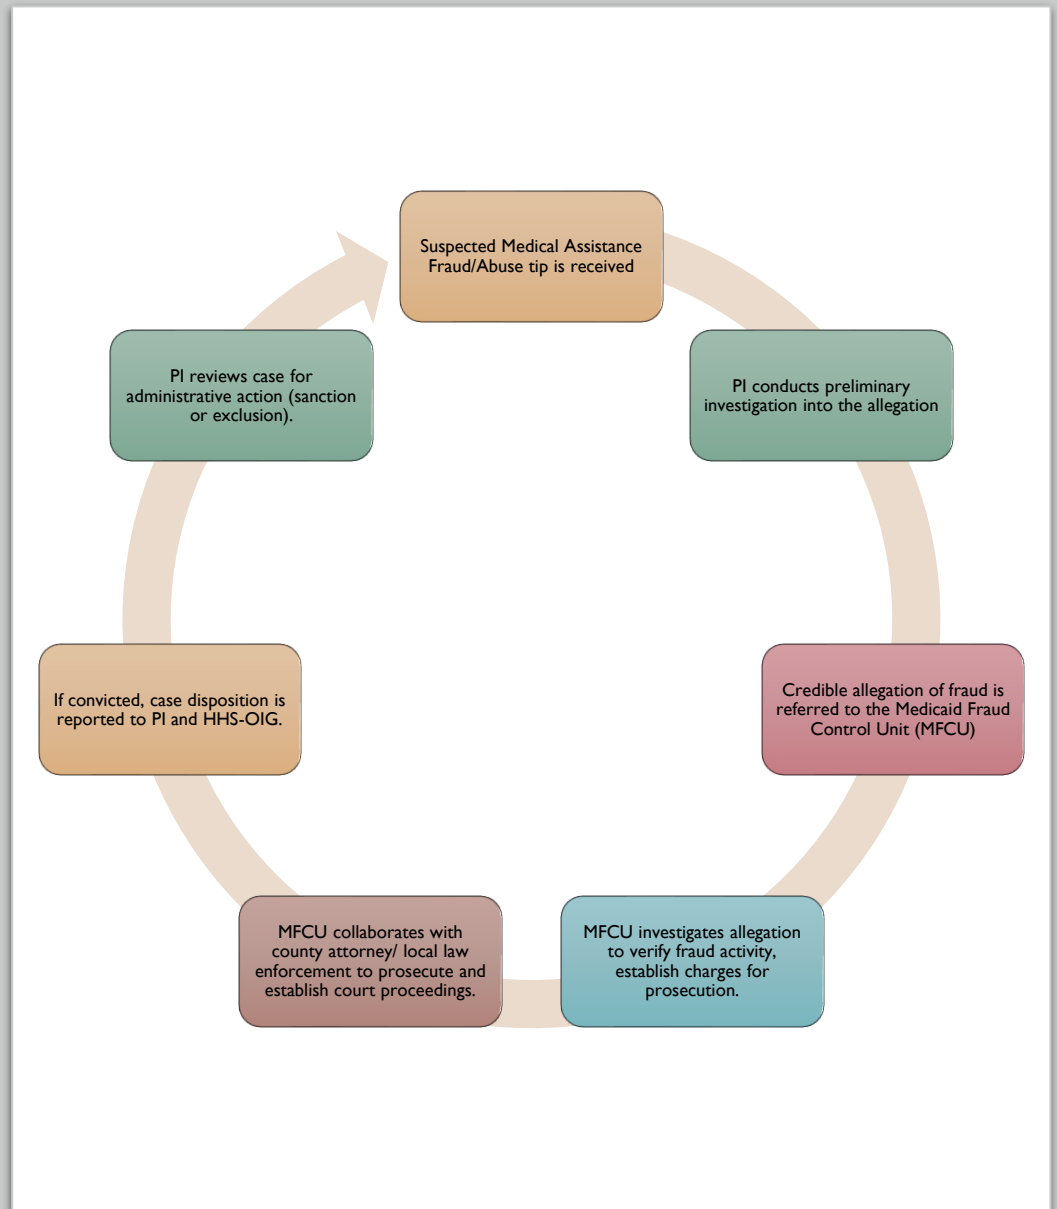 Suspected Medical Assistance
Fraud/Abuse tip is received
PI conducts preliminary
investigation into the allegation
Credible allegation of fraud is
referred to the Medicaid Fraud
Control Unit (MFCU)
MFCU investigates allegation
to verify fraud activity,
establish charges for
prosecution.
MFCU collaborates with
county attorney/ local law
enforcement to prosecute and
establish court proceedings.
If convicted, case disposition is
reported to PI and HHS-OIG.
PI reviews case for
administrative action (sanction
or exclusion).